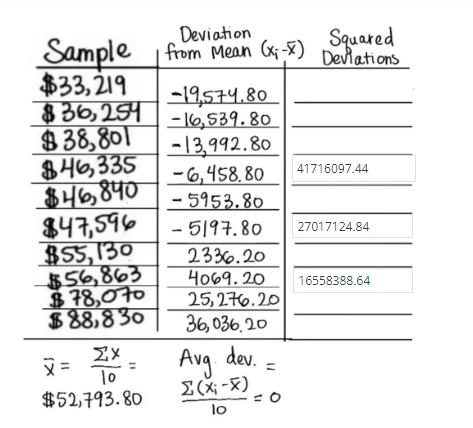 Sample Deviation from Mean (xᵢ-x̄) Squared Deviations
$33,219 -19,574.80
$36,254 -16,539.80
$38,801 -13,992.80
$46,335 -6,458.80 41716097.44
$46,840 -5953.80
$47,596 -5197.80 27017124.84
$55,130 2336.20
$56,863 4069.20 16558388.64
$78,070 25,276.20
$88,830 36,036.20
x̄ = Σx/10 = $52,793.80
Avg. dev. = Σ(xᵢ-x̄)/10 = 0